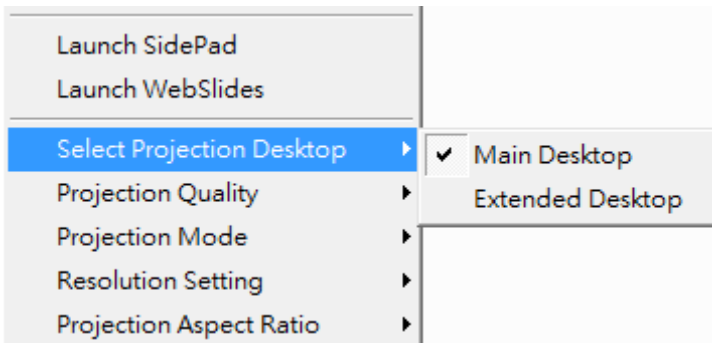 Launch SidePad
Launch WebSlides
Select Projection Desktop
Main Desktop
Extended Desktop
Projection Quality
Projection Mode
Resolution Setting
Projection Aspect Ratio